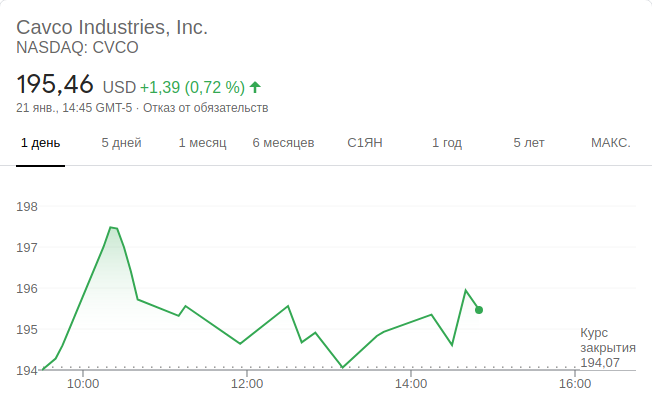 Cavco Industries, Inc.
NASDAQ: CVCO
195,46 USD +1,39 (0,72 %)
21 янв., 14:45 GMT-5 · Отказ от обязательств
1 день 5 дней 1 месяц 6 месяцев С1ЯН 1 год 5 лет МАКС.
198
197
196
195
Курс
закрытия
194,07
194
10:00 12:00 14:00 16:00